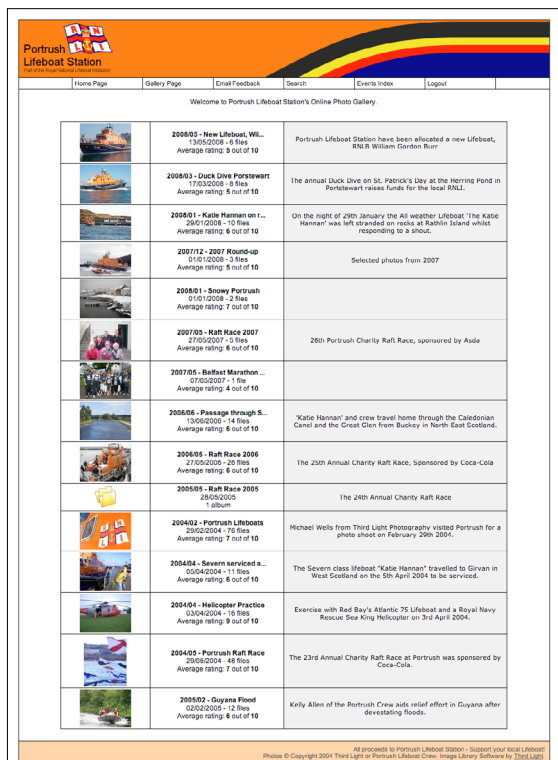 RNLI
Portrush
Lifeboat Station
Part of the Royal National Lifeboat Institution
Home Page
Gallery Page
Email Feedback
Search
Events Index
Logout
Welcome to Portrush Lifeboat Station's Online Photo Gallery.
2008/05 - New Lifeboat, Wil...
13/05/2008 - 6 files
Average rating: 5 out of 10
Portrush Lifeboat Station have been allocated a new Lifeboat,
RNLB William Gordon Burr
2008/03 - Duck Dive Porstewart
17/03/2008 - 8 files
Average rating: 5 out of 10
The annual Duck Dive on St. Patrick's Day at the Herring Pond in
Portstewart raises funds for the local RNLI.
2008/01 - Katie Hannan on r...
29/01/2008 - 10 files
Average rating: 6 out of 10
On the night of 29th January the All weather Lifeboat 'The Katie
Hannan' was left stranded on rocks at Rathlin Island whilst
responding to a shout.
2007/12 - 2007 Round-up
01/01/2008 - 3 files
Average rating: 5 out of 10
Selected photos from 2007
2008/01 - Snowy Portrush
01/01/2008 - 2 files
Average rating: 7 out of 10
2007/05 - Raft Race 2007
27/05/2007 - 5 files
Average rating: 6 out of 10
26th Portrush Charity Raft Race, sponsored by Asda
2007/05 - Belfast Marathon ...
07/05/2007 - 1 file
Average rating: 4 out of 10
2006/06 - Passage through S...
13/06/2000 - 14 files
Average rating: 6 out of 10
'Katie Hannan' and crew travel home through the Caledonian
Canel and the Great Glen from Buckey in North East Scotland.
2006/05 - Raft Race 2006
27/05/2006 - 26 files
Average rating: 6 out of 10
The 25th Annual Charity Raft Race, Sponsored by Coca-Cola
2005/05 - Raft Race 2005
28/05/2005
1 album
The 24th Annual Charity Raft Race
2004/02 - Portrush Lifeboats
29/02/2004 - 76 files
Average rating: 7 out of 10
Michael Wells from Third Light Photography visited Portrush for a
photo shoot on February 29th 2004.
2004/04 - Severn serviced a...
05/04/2004 - 11 files
Average rating: 6 out of 10
The Severn class lifeboat "Katie Hannan" travelled to Girvan in
West Scotland on the 5th April 2004 to be serviced.
2004/04 - Helicopter Practice
03/04/2004 - 16 files
Average rating: 9 out of 10
Exercise with Red Bay's Atlantic 75 Lifeboat and a Royal Navy
Rescue Sea King Helicopter on 3rd April 2004.
2004/05 - Portrush Raft Race
29/05/2004 - 48 files
Average rating: 7 out of 10
The 23rd Annual Charity Raft Race at Portrush was sponsored by
Coca-Cola.
2005/02 - Guyana Flood
02/02/2005 - 12 files
Average rating: 6 out of 10
Kelly Allen of the Portrush Crew aids relief effort in Guyana after
devestating floods.
All proceeds to Portrush Lifeboat Station - Support your local Lifeboat!
Photos © Copyright 2004 Third Light or Portrush Lifeboat Crew. Image Library Software by Third Light.